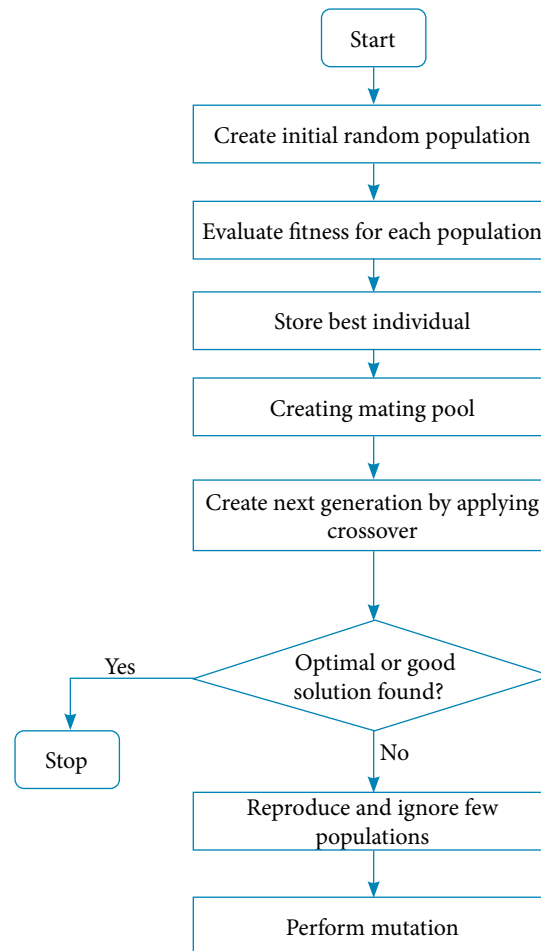 Start
Create initial random population
Evaluate fitness for each population
Store best individual
Creating mating pool
Create next generation by applying
crossover
Optimal or good
solution found?
Yes
Stop
No
Reproduce and ignore few
populations
Perform mutation